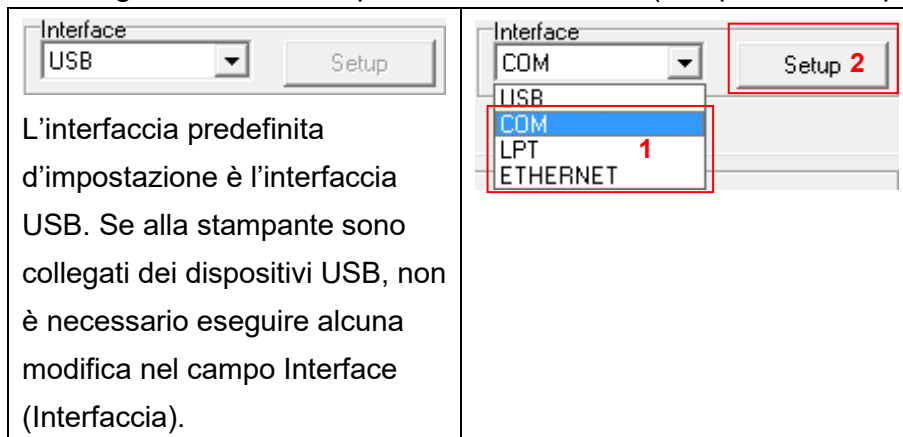 Interface
USB
Setup
L'interfaccia predefinita
d'impostazione è l'interfaccia
USB. Se alla stampante sono
collegati dei dispositivi USB, non
è necessario eseguire alcuna
modifica nel campo Interface
(Interfaccia).
Interface
COM
Setup 2
USB
COM
LPT 1
ETHERNET